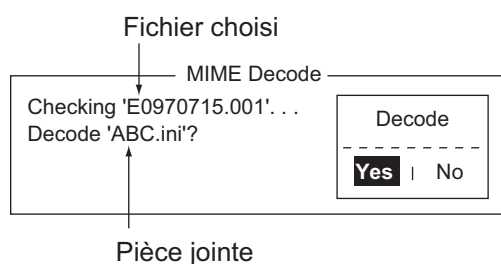 Fichier choisi
MIME Decode
Checking 'E0970715.001'. . .
Decode 'ABC.ini'?
Decode
Yes | No
Pièce jointe